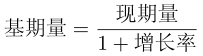 基期量 = 现期量 / (1 + 增长率)